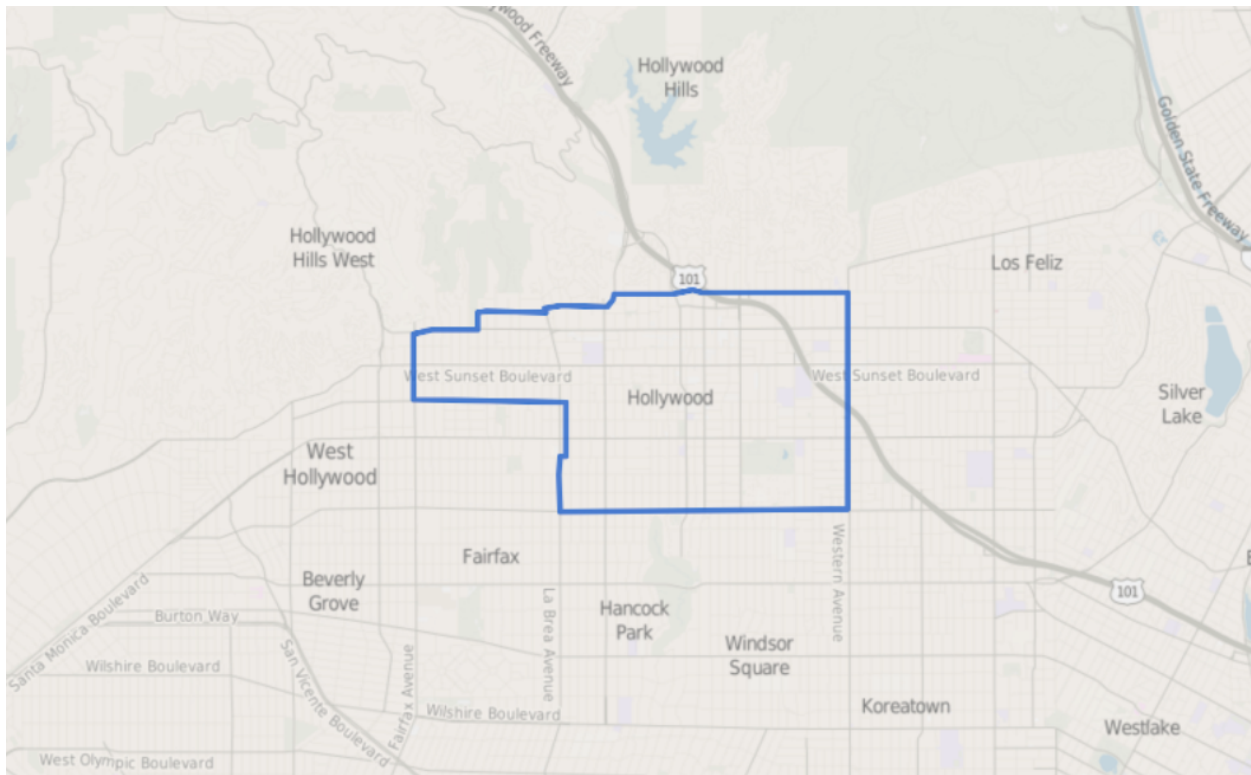 ywood Freeway
Hollywood
Hills
Golden State Freeway
Hollywood
Hills West
Los Feliz
101
West Sunset Boulevard
West Sunset Boulevard
Hollywood
Silver
Lake
West
Hollywood
Fairfax
Western Avenue
Beverly
Grove
La Brea Avenue
Hancock
Park
101
Burton Way
Windsor
Square
Santa Monica Boulevard
Wilshire Boulevard
San Vicente Boulevard
Fairfax Avenue
Wilshire Boulevard
Koreatown
Westlake
West Olympic Boulevard